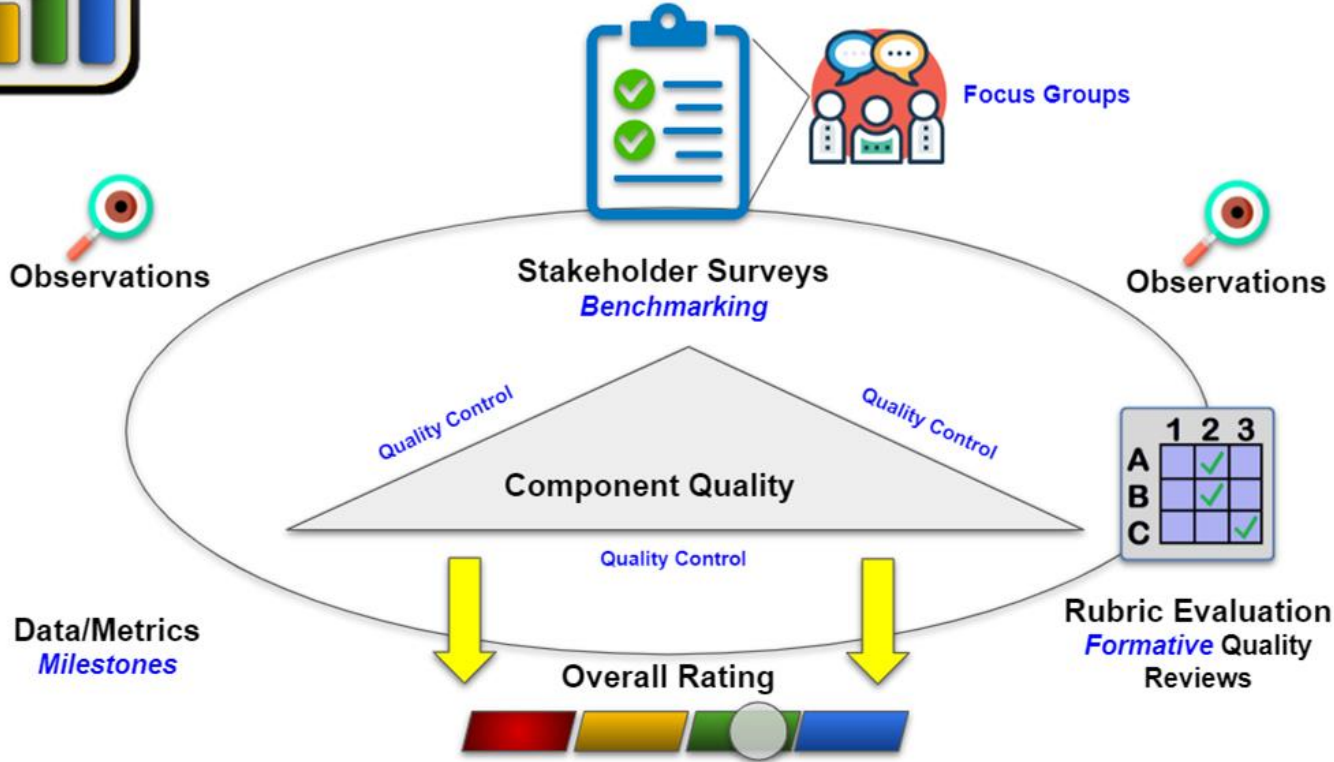 Focus Groups
Observations
Observations
Stakeholder Surveys
Benchmarking
Quality Control
Quality Control
Component Quality
Quality Control
1 2 3
A
B
C
Data/Metrics
Milestones
Rubric Evaluation
Formative Quality
Reviews
Overall Rating